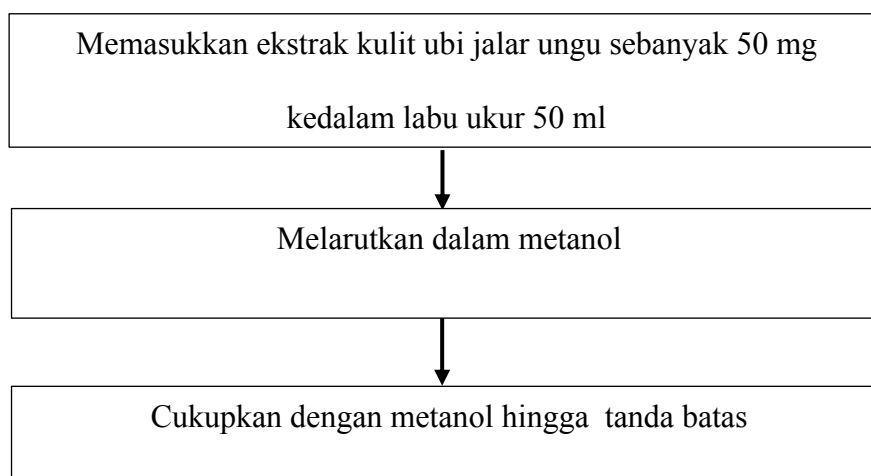 Memasukkan ekstrak kulit ubi jalar ungu sebanyak 50 mg
kedalam labu ukur 50 ml
Melarutkan dalam metanol
Cukupkan dengan metanol hingga tanda batas